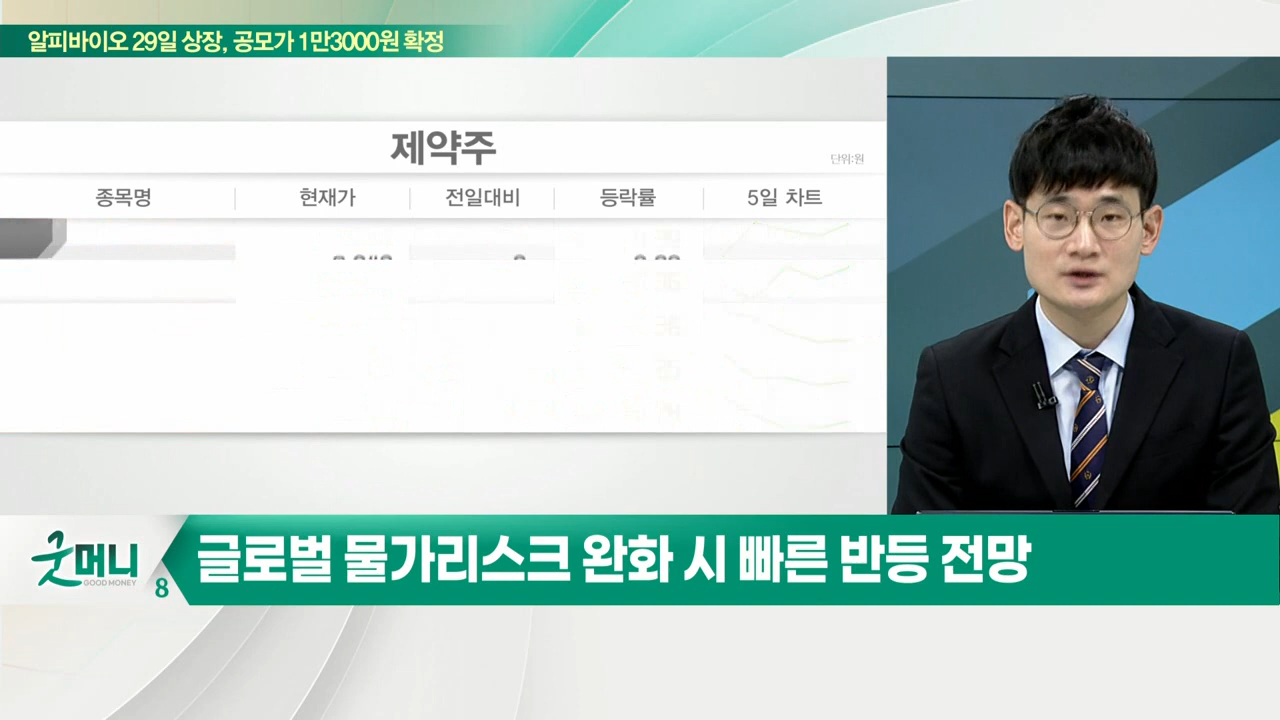 알피바이오 29일 상장, 공모가 1만3000원 확정
제약주
단위:원
종목명 현재가 전일대비 등락률 5일 차트
굿머니
GOOD MONEY
8
글로벌 물가리스크 완화 시 빠른 반등 전망